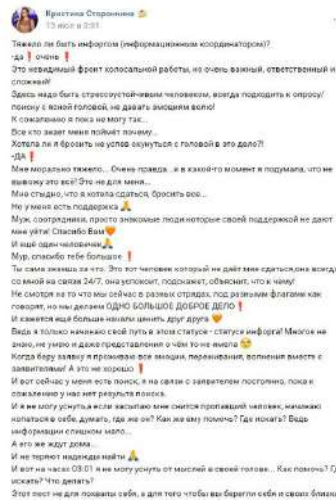 Кристина Сторонкина
13 июл в 3:01
Тяжело ли быть инфоргом (информационным координатором)?
-да❗очень❗
Это невидимый фронт колосальной работы, но очень важный, ответственный и
сложный!
Здесь надо быть стрессоустойчивым человеком, всегда подходить к опросу/
поиску с ясной головой, не давать эмоциям волю!
К сожалению я пока не могу так...
Все кто знает меня поймёт почему...
Хотела ли я бросить не успев окунуться с головой в это дело?!
-ДА❗
Мне морально тяжело... Очень правда...и в какой-то момент я подумала, что не
вывожу это всё! Это не для меня...
Мне стыдно, что я хотела сдаться, бросить все...
Но у меня есть поддержка🙏
Муж, соотрядники, просто знакомые люди которые своей поддержкой не дают
мне уйти! Спасибо Вам🧡
И ещё один человечек🙏
Мур, спасибо тебе большое❗
Ты сама знаешь за что. Это тот человек который не даёт мне сдаться,она всегда
со мной на связи 24/7, она успокоит, подскажет, объяснит, что к чему!
Не смотря на то что мы сейчас в разных отрядах, под разными флагами как
говорят, но мы делаем ОДНО БОЛЬШОЕ ДОБРОЕ ДЕЛО❗
И кажется ещё больше начали ценить друг друга🧡
Ведь я только начинаю свой путь в этом статусе - статусе инфорга! Многое не
знаю, не умею и даже представления о чём то не имела
Когда беру заявку я проживаю все эмоции, переживания, волнения вместе с
заявителями! А это не хорошо❗
И вот сейчас у меня есть поиск, я на связи с заявителем постоянно, пока к
сожалению у нас нет результа поиска.
И я не могу уснуть,а если засыпаю мне снится пропавший человек, начинаю
копаться в себе, думать, где же он? Как же ему помочь? Где искать? Ведь
информации слишком мало...
А его же ждут дома...
И не теряют надежды найти🙏
И вот на часах 03:01 я не могу уснуть от мыслей в своей голове... Как помочь? Где
искать? Что делать?
Этот пост не для похвалы себя, а для того чтобы вы берегли себя и своих близких